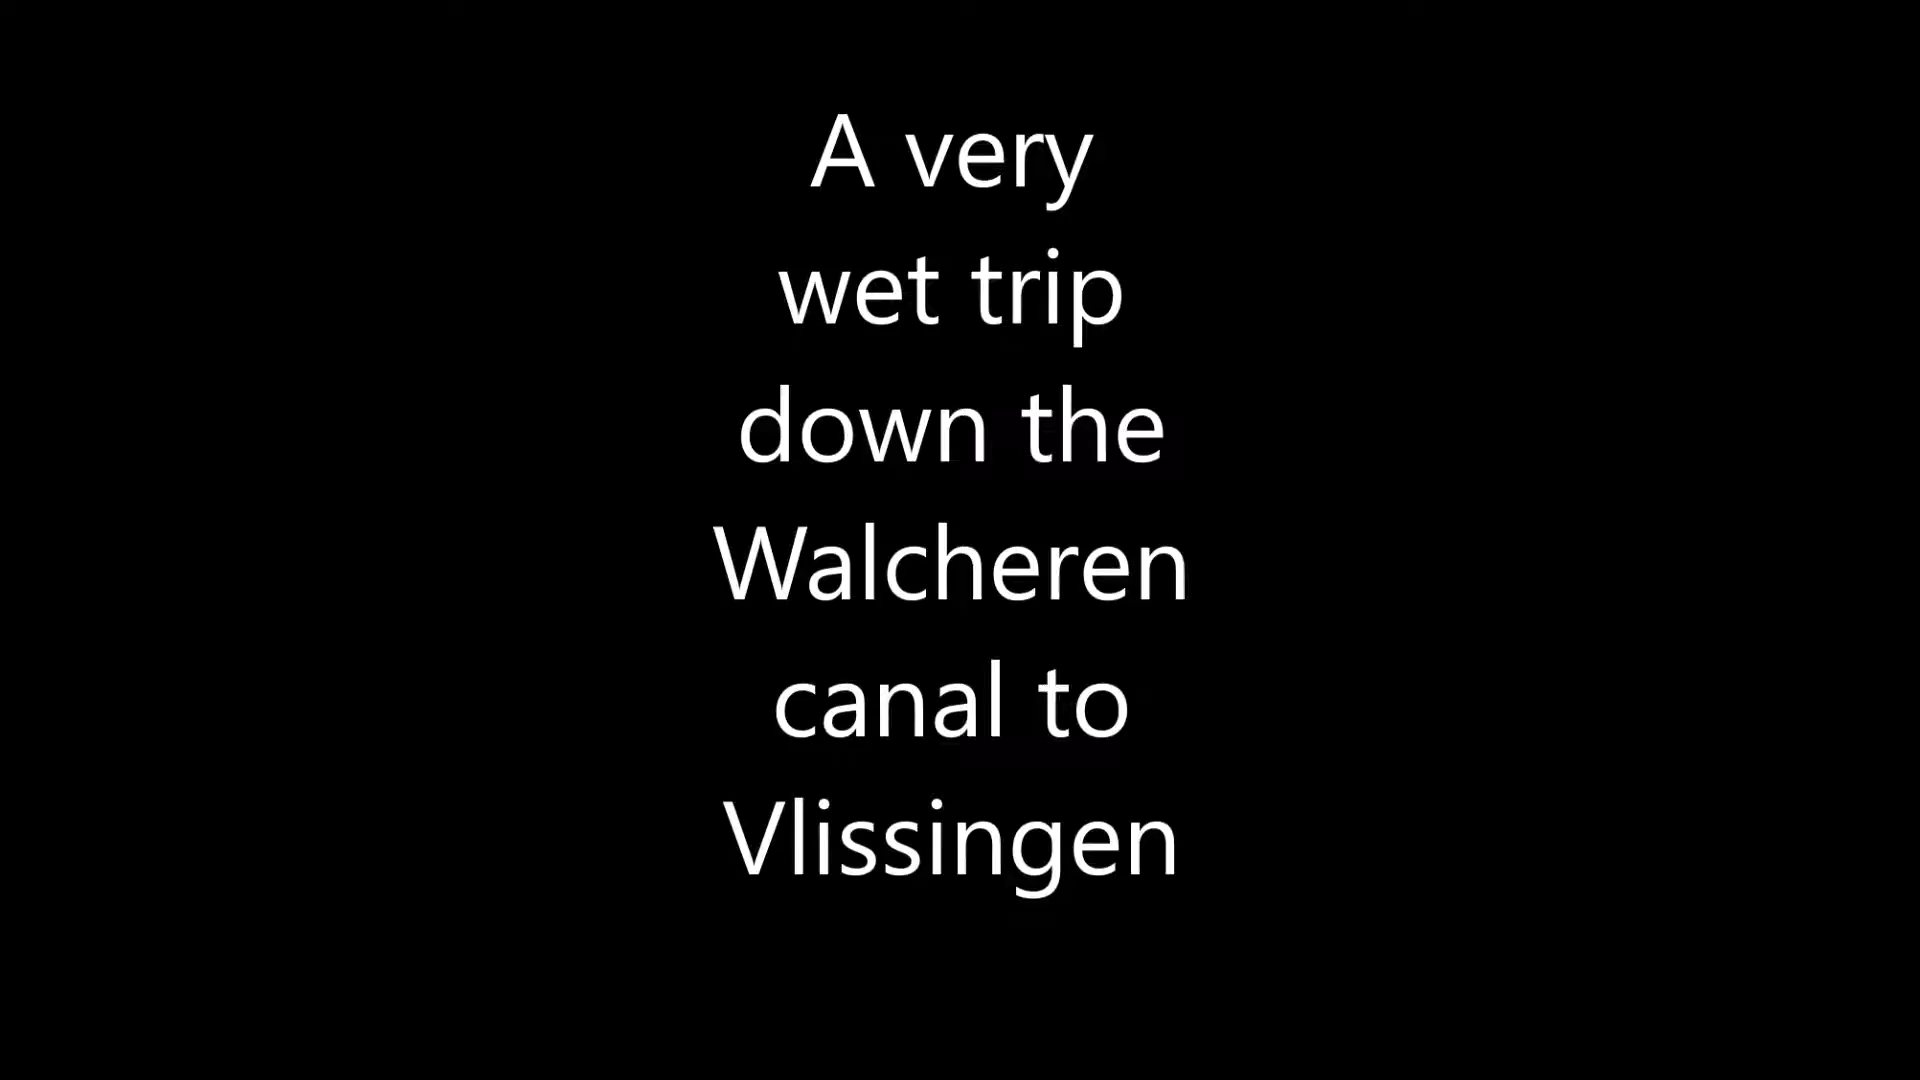 A very
wet trip
down the
Walcheren
canal to
Vlissingen